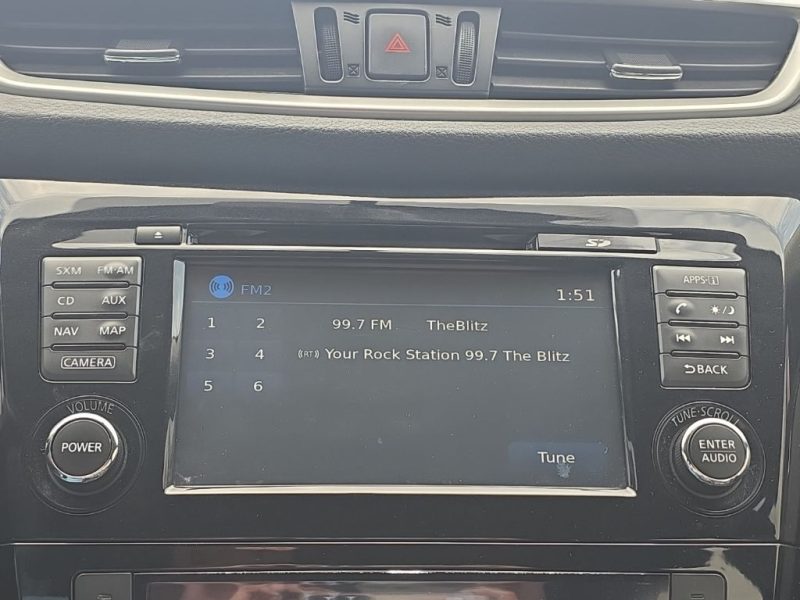 SD
SXM FM·AM
CD AUX
NAV MAP
CAMERA
VOLUME
POWER
FM2 1:51
1 2 99.7 FM TheBlitz
3 4 (RT) Your Rock Station 99.7 The Blitz
5 6
Tune
APPS·i
BACK
TUNE·SCROLL
ENTER
AUDIO